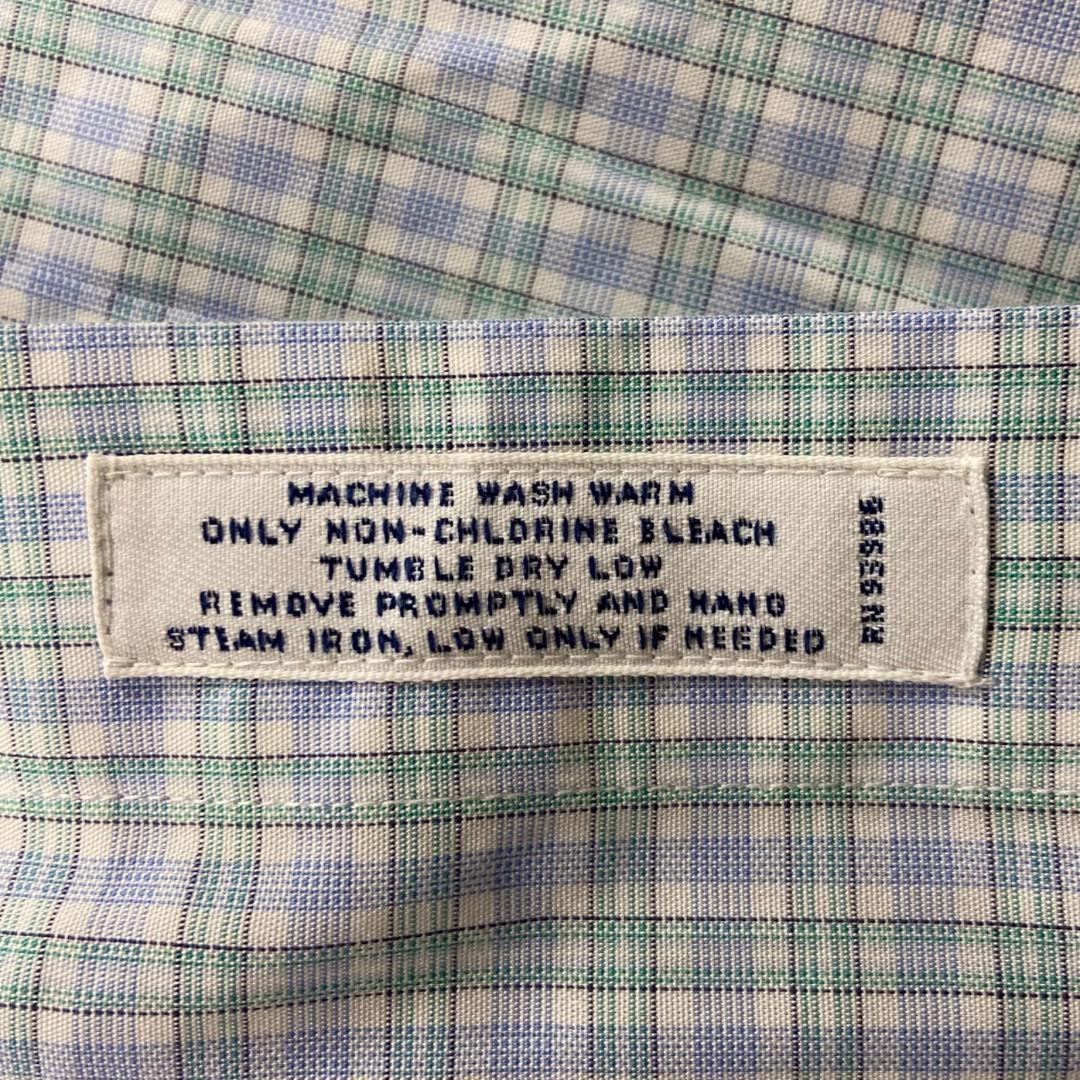 MACHINE WASH WARM
ONLY NON-CHLORINE BLEACH
TUMBLE DRY LOW
REMOVE PROMPTLY AND HANG
STEAM IRON, LOW ONLY IF NEEDED
RN